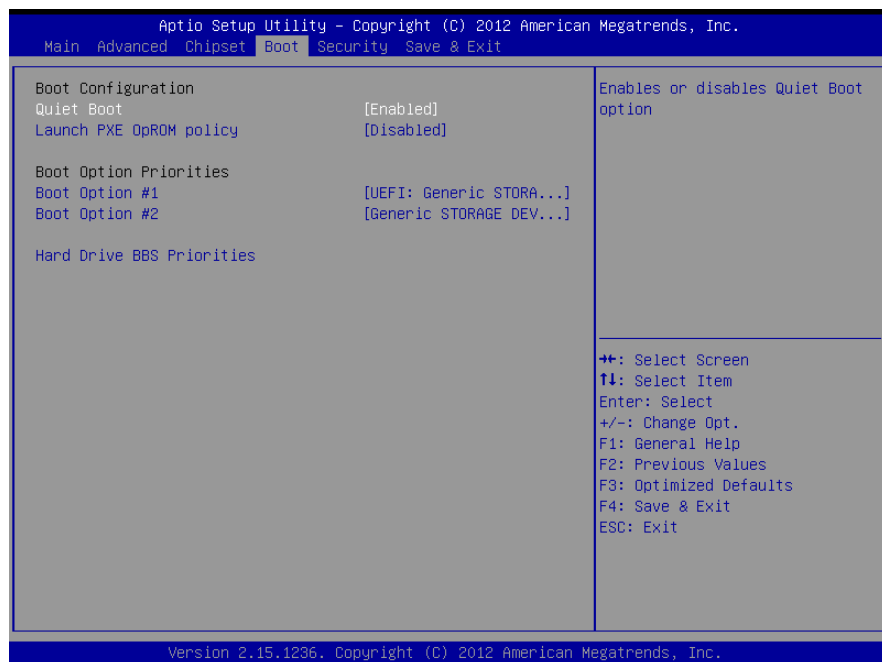 Aptio Setup Utility – Copyright (C) 2012 American Megatrends, Inc.
Main Advanced Chipset Boot Security Save & Exit
Boot Configuration
Quiet Boot [Enabled]
Launch PXE OpROM policy [Disabled]
Boot Option Priorities
Boot Option #1 [UEFI: Generic STORA...]
Boot Option #2 [Generic STORAGE DEV...]
Hard Drive BBS Priorities
Enables or disables Quiet Boot
option
→←: Select Screen
↑↓: Select Item
Enter: Select
+/-: Change Opt.
F1: General Help
F2: Previous Values
F3: Optimized Defaults
F4: Save & Exit
ESC: Exit
Version 2.15.1236. Copyright (C) 2012 American Megatrends, Inc.